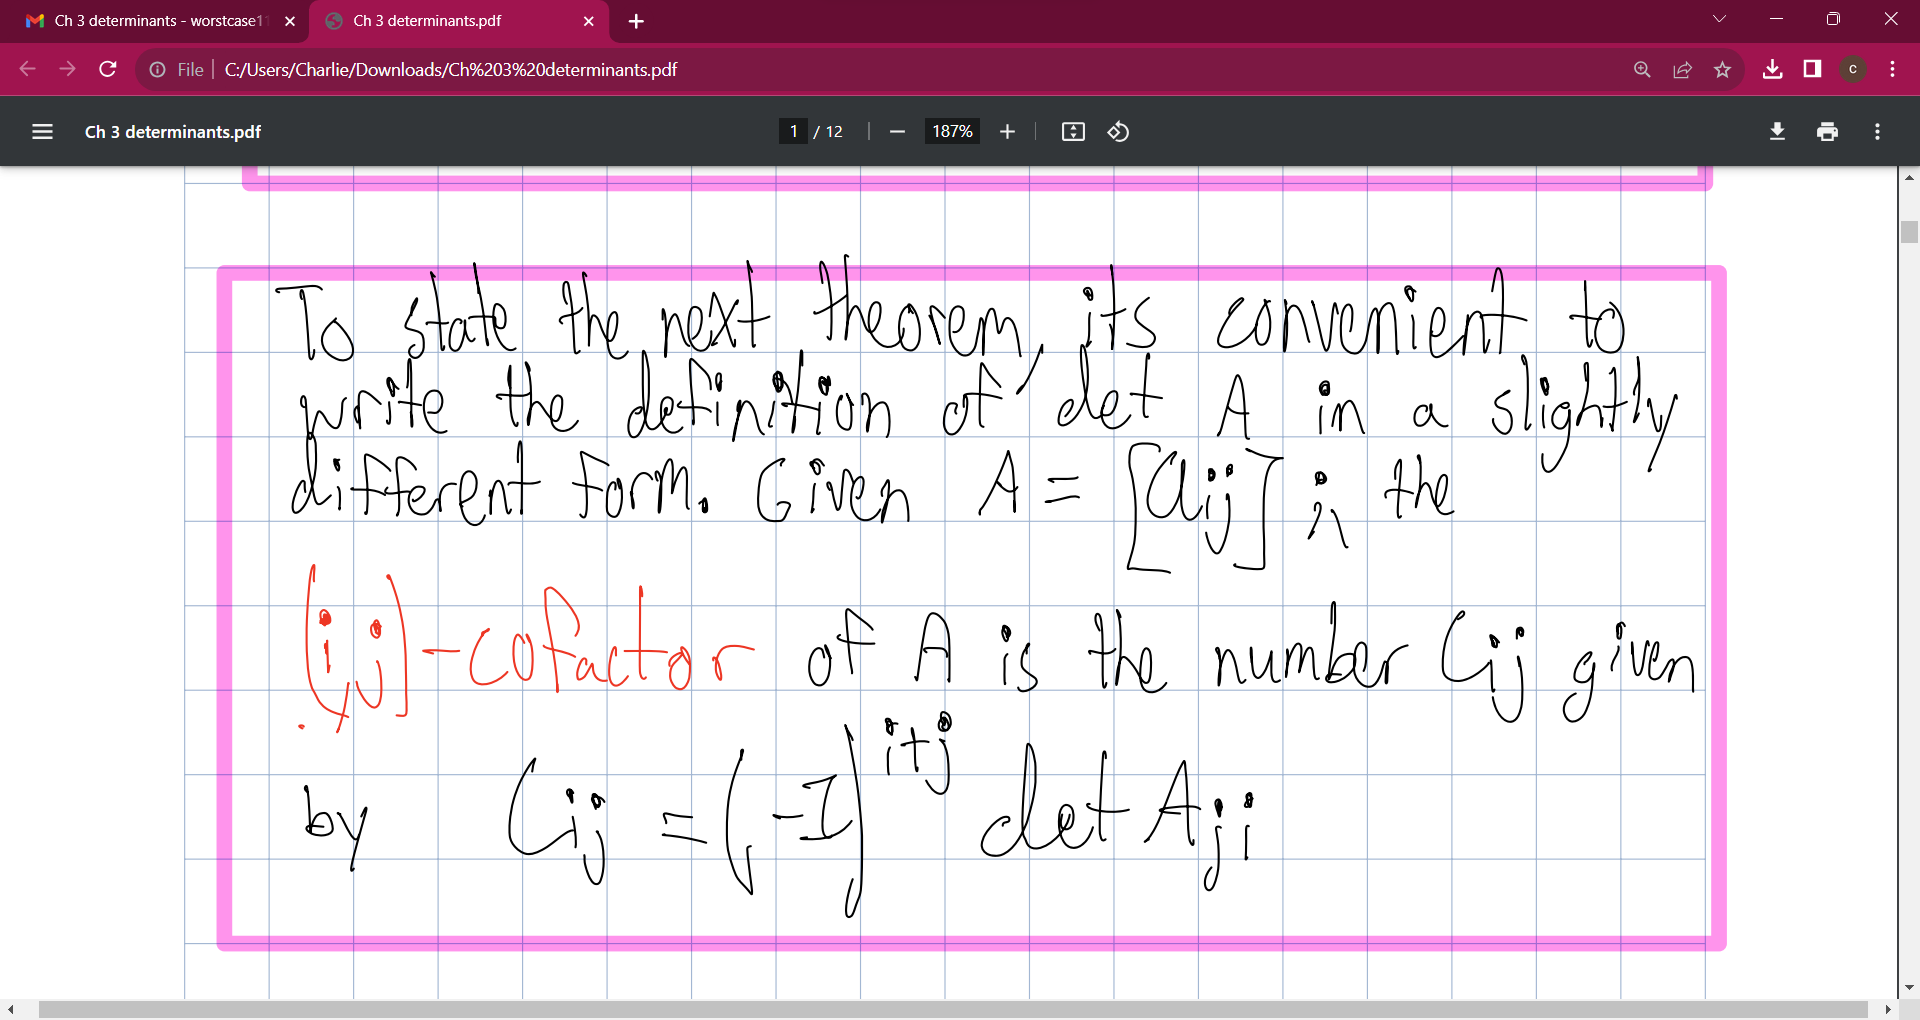 Ch 3 determinants - worstcase1
Ch 3 determinants.pdf
File
C:/Users/Charlie/Downloads/Ch%203%20determinants.pdf
c
Ch 3 determinants.pdf
1 / 12
187%
To state the next theorem, its convenient to
write the definition of det A in a slightly
different form. Given A = [aij] ; the
(i,j)-cofactor of A is the number Cij given
by Cij = (-1)^{i+j} det Aji